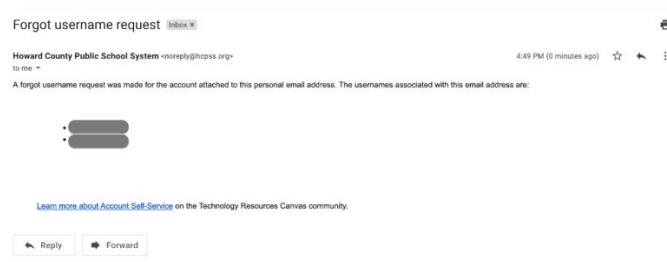 Forgot username request Inbox x
Howard County Public School System <noreply@hcpss.org> 4:49 PM (0 minutes ago)
to me
A forgot username request was made for the account attached to this personal email address. The usernames associated with this email address are:
Learn more about Account Self-Service on the Technology Resources Canvas community.
Reply Forward